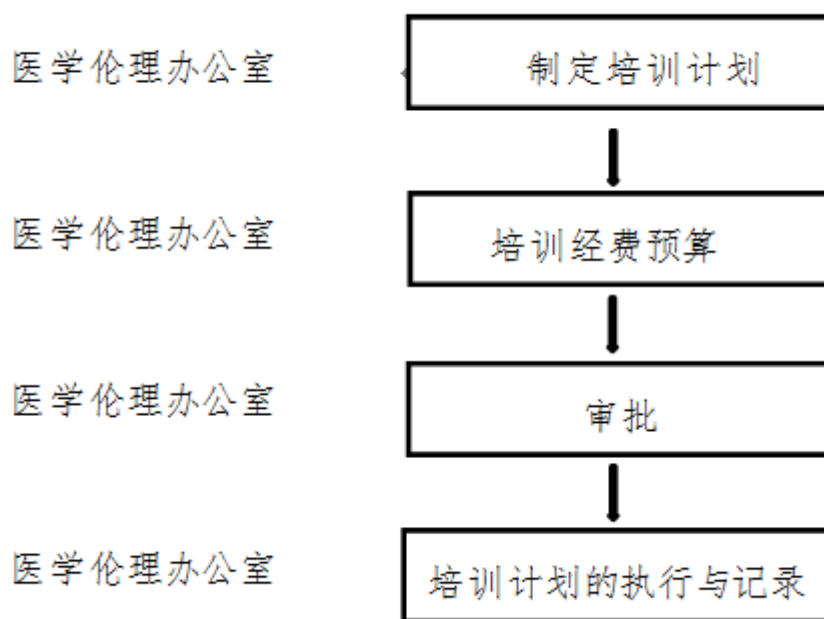 医学伦理办公室
制定培训计划
医学伦理办公室
培训经费预算
医学伦理办公室
审批
医学伦理办公室
培训计划的执行与记录